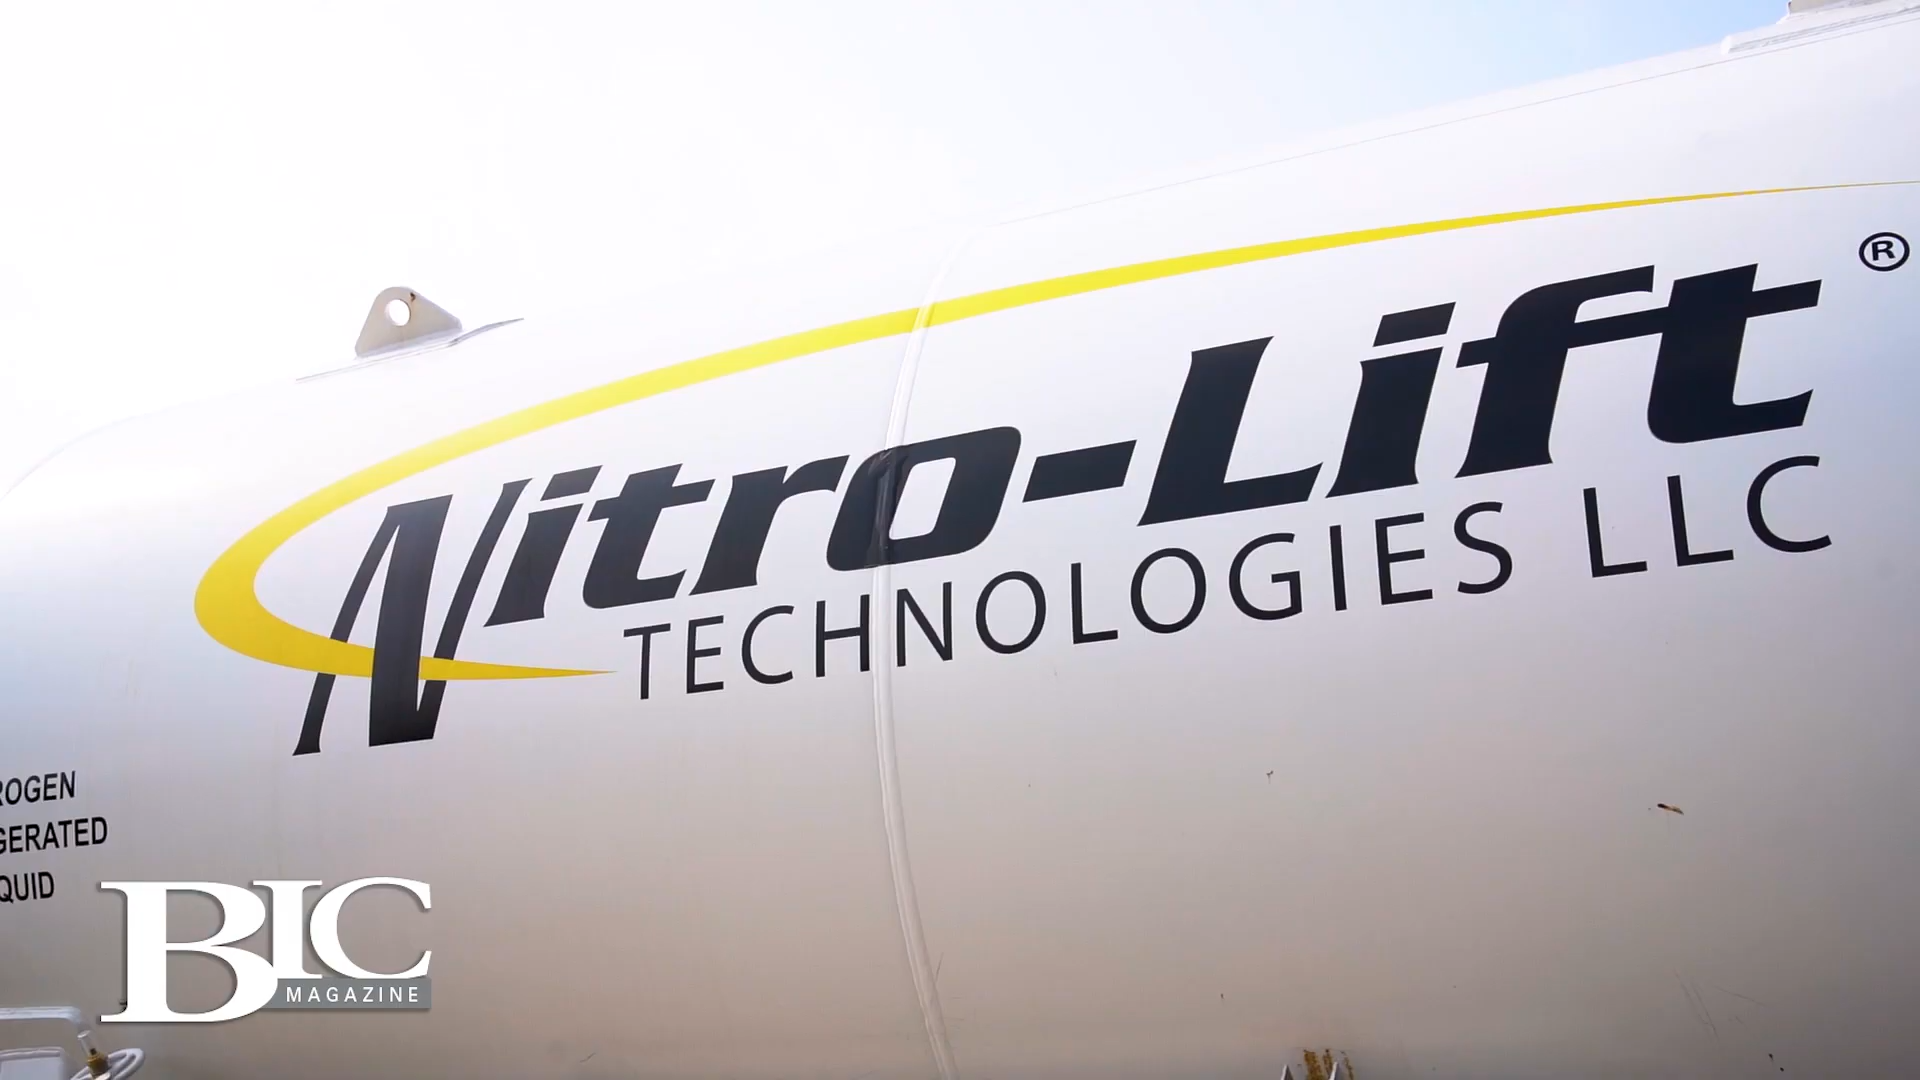 Nitro-Lift ®
TECHNOLOGIES LLC
ROGEN
GERATED
QUID
BIC
MAGAZINE